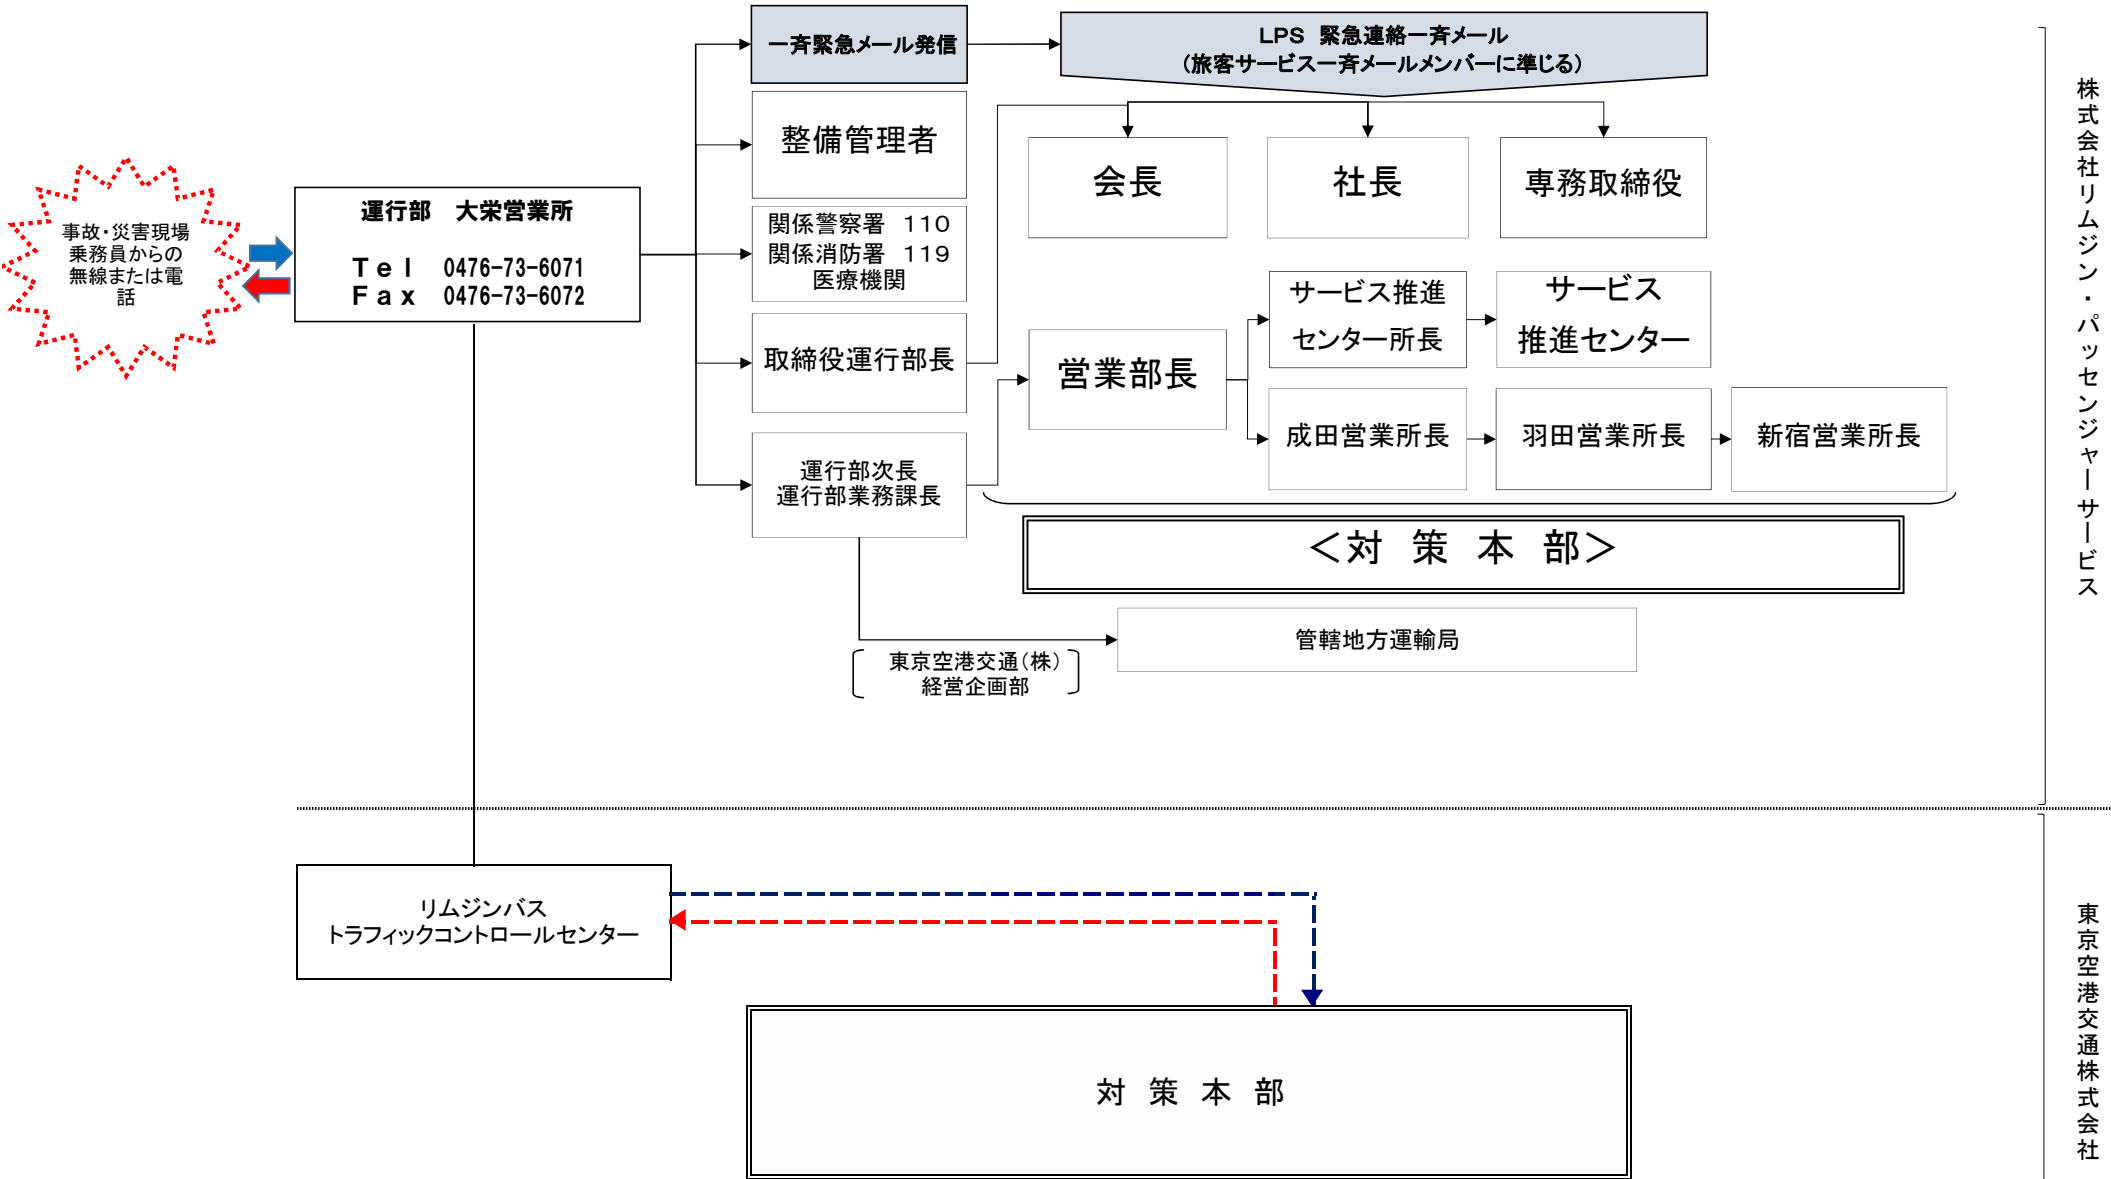 一斉緊急メール発信
LPS 緊急連絡一斉メール
(旅客サービス一斉メールメンバーに準じる)
整備管理者
会長
社長
専務取締役
事故・災害現場
乗務員からの
無線または電
話
運行部 大栄営業所
Tel 0476-73-6071
Fax 0476-73-6072
関係警察署 110
関係消防署 119
医療機関
取締役運行部長
営業部長
サービス推進
センター所長
サービス
推進センター
成田営業所長
羽田営業所長
新宿営業所長
運行部次長
運行部業務課長
<対 策 本 部>
管轄地方運輸局
東京空港交通(株)
経営企画部
株式会社リムジン・パッセンジャーサービス
リムジンバス
トラフィックコントロールセンター
対 策 本 部
東京空港交通株式会社